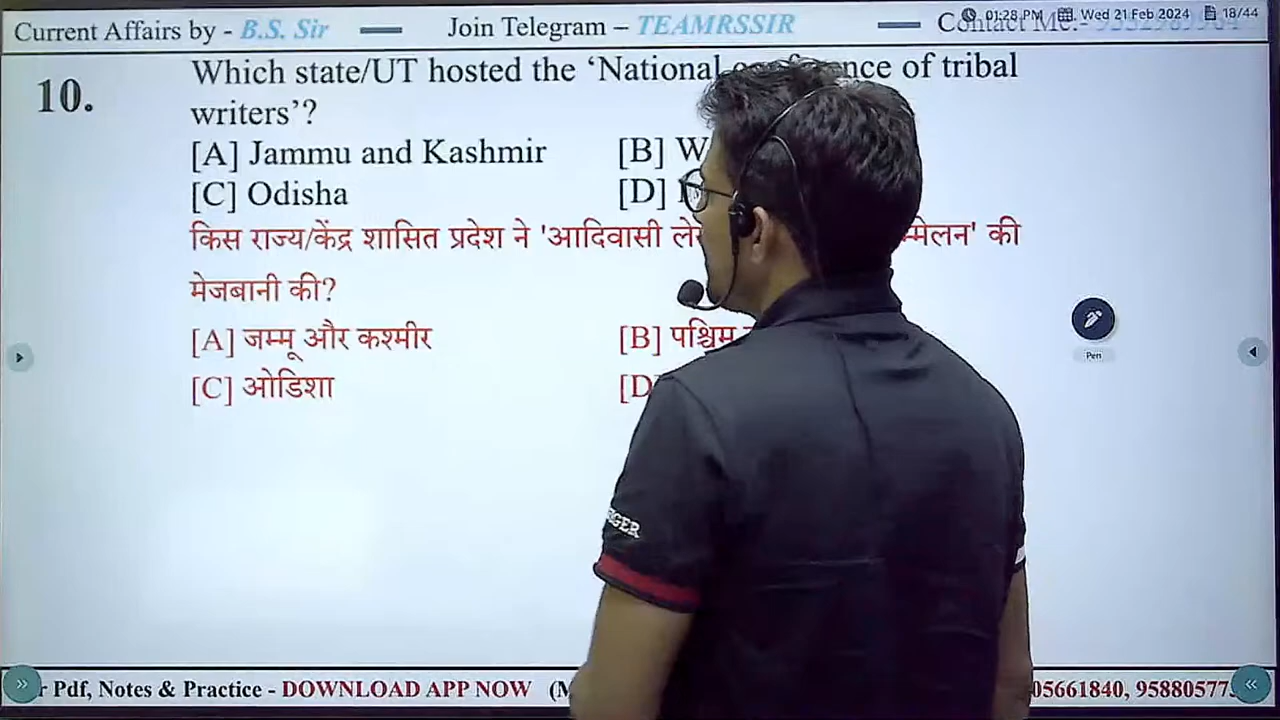 Current Affairs by - B.S. Sir
Join Telegram – TEAMRSSIR
01:28 PM Wed 21 Feb 2024 18/44
10. Which state/UT hosted the ‘National of tribal
writers’?
[A] Jammu and Kashmir [B]
[C] Odisha [D]
किस राज्य/केंद्र शासित प्रदेश ने 'आदिवासी की
मेजबानी की?
[A] जम्मू और कश्मीर [B] पश्चिम
[C] ओडिशा
Pen
Pdf, Notes & Practice - DOWNLOAD APP NOW